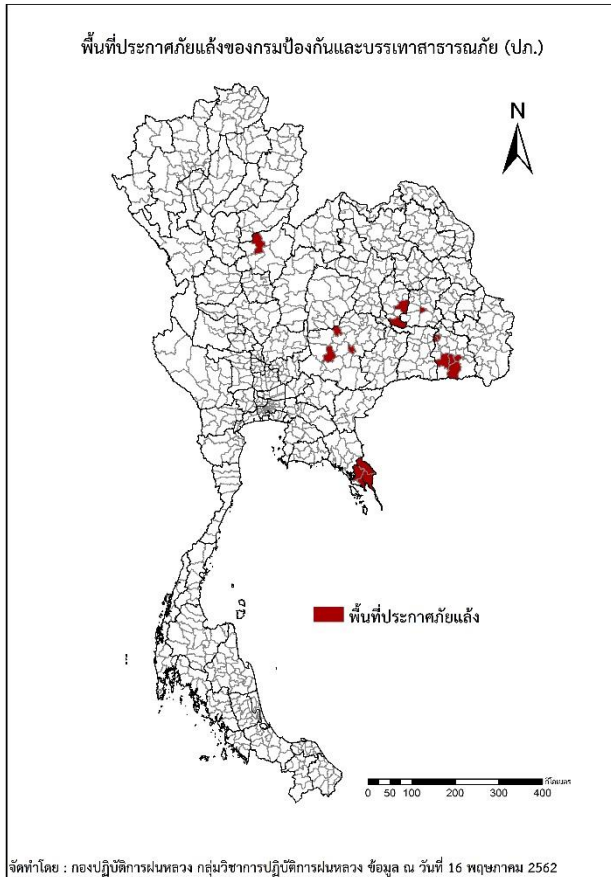 พื้นที่ประกาศภัยแล้งของกรมป้องกันและบรรเทาสาธารณภัย (ปภ.)
N
พื้นที่ประกาศภัยแล้ง
กิโลเมตร
0 50 100 200 300 400
จัดทำโดย : กองปฏิบัติการฝนหลวง กลุ่มวิชาการปฏิบัติการฝนหลวง ข้อมูล ณ วันที่ 16 พฤษภาคม 2562